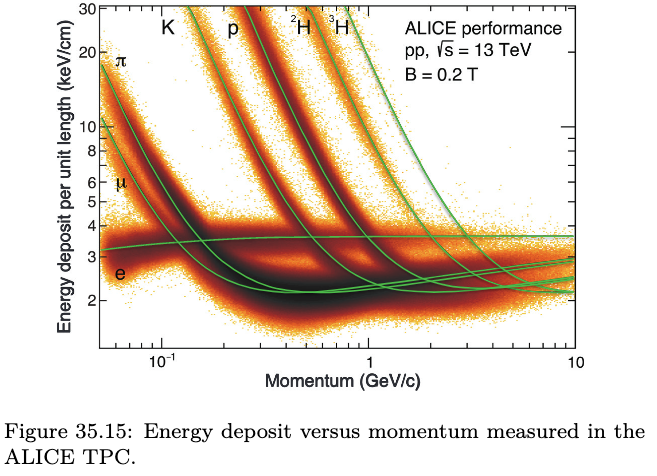 30
20
10
8
6
5
4
3
2
Energy deposit per unit length (keV/cm)
π
μ
e
K
p
²H
³H
ALICE performance
pp, √s = 13 TeV
B = 0.2 T
10⁻¹
1
10
Momentum (GeV/c)
Figure 35.15: Energy deposit versus momentum measured in the
ALICE TPC.